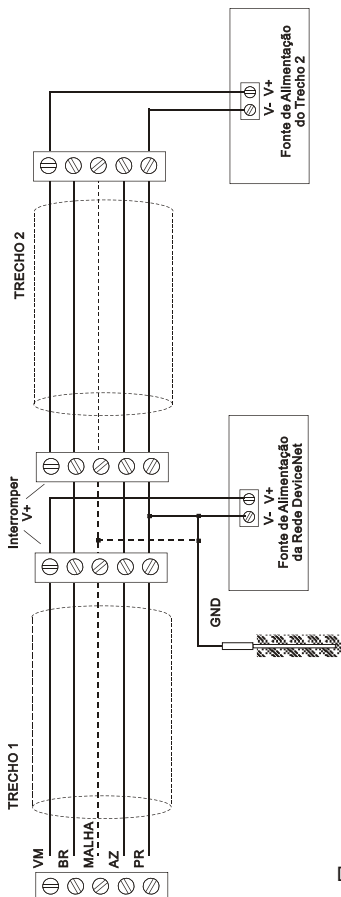 TRECHO 1
VM
BR
MALHA
AZ
PR
Interromper
V+
GND
V- V+
Fonte de Alimentação
da Rede DeviceNet
TRECHO 2
V- V+
Fonte de Alimentação
do Trecho 2